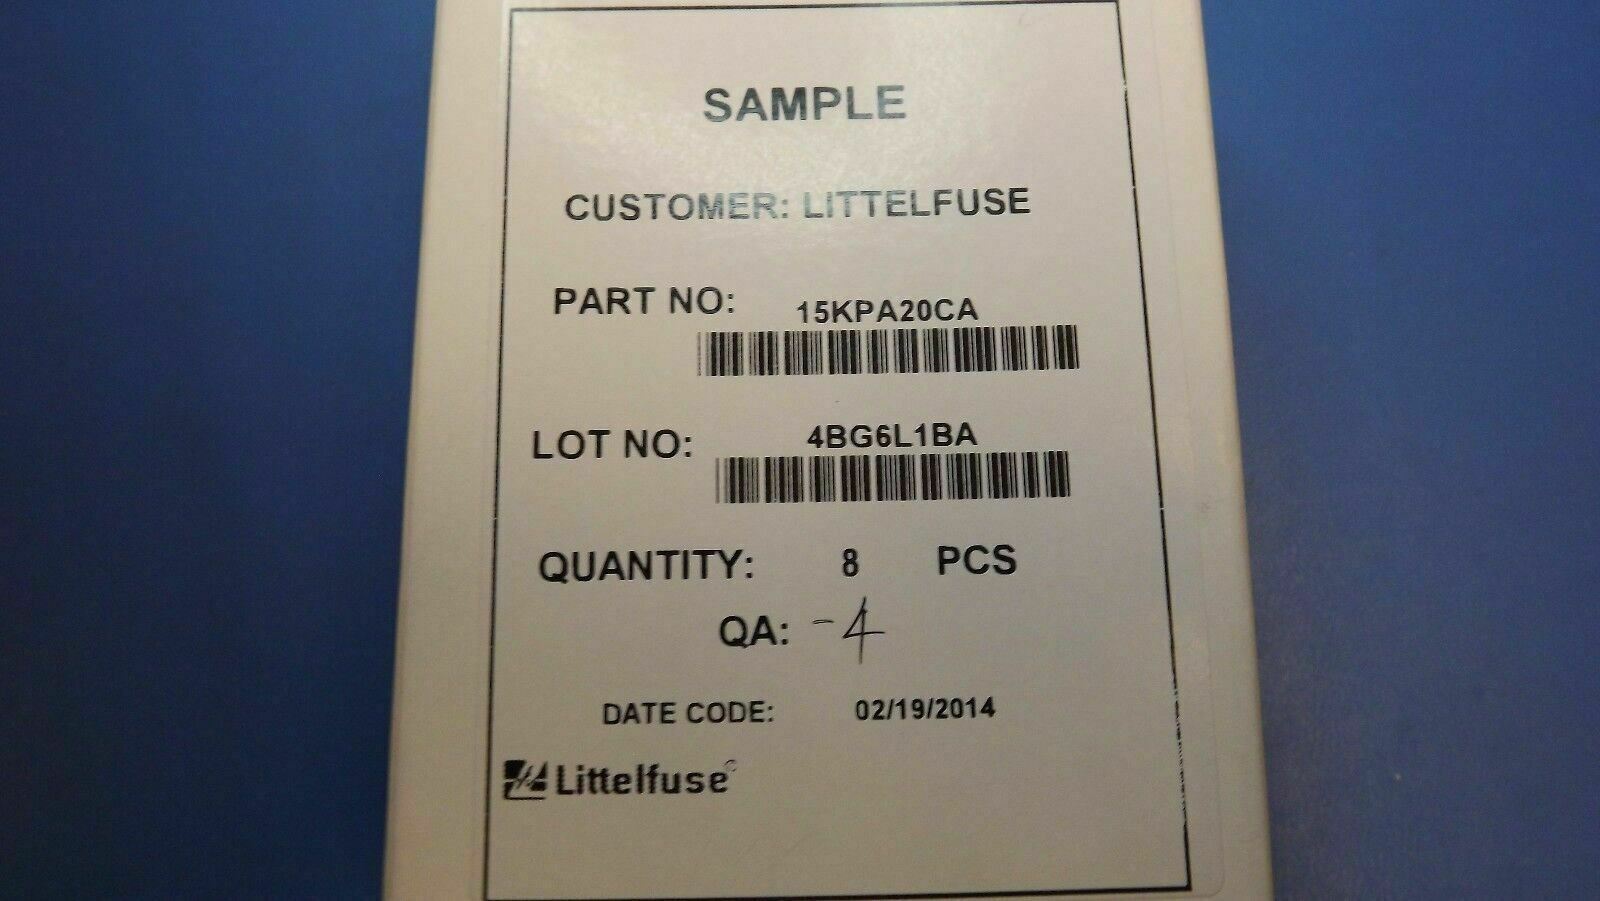 SAMPLE
CUSTOMER: LITTELFUSE
PART NO: 15KPA20CA
LOT NO: 4BG6L1BA
QUANTITY: 8 PCS
QA: -4
DATE CODE: 02/19/2014
Littelfuse®